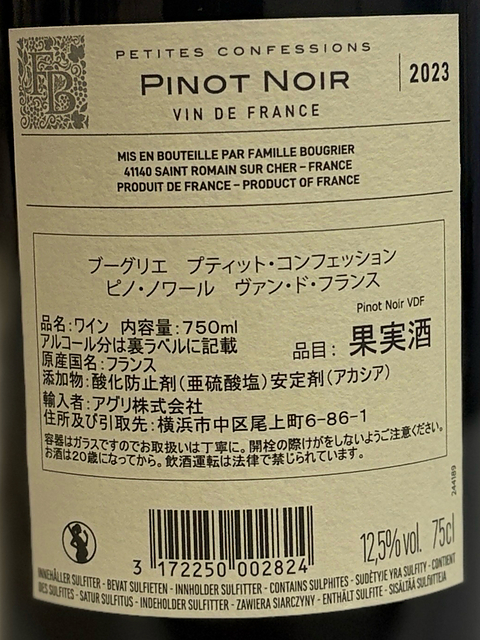 FB
PETITES CONFESSIONS
PINOT NOIR
2023
VIN DE FRANCE
MIS EN BOUTEILLE PAR FAMILLE BOUGRIER
41140 SAINT ROMAIN SUR CHER – FRANCE
PRODUIT DE FRANCE – PRODUCT OF FRANCE
ブーグリエ プティット・コンフェッション
ピノ・ノワール ヴァン・ド・フランス
Pinot Noir VDF
品名:ワイン 内容量:750ml
アルコール分は裏ラベルに記載
品目: 果実酒
原産国名:フランス
添加物:酸化防止剤(亜硫酸塩)安定剤(アカシア)
輸入者:アグリ株式会社
住所及び引取先:横浜市中区尾上町6-86-1
容器はガラスですのでお取扱いは丁寧に。開栓の際けがをしないようご注意ください。
お酒は20歳になってから。飲酒運転は法律で禁じられています。
244189
3 172250 002824
12,5% vol. 75cl
INNEHÅLLER SULFITER - BEVAT SULFIETEN - INNHOLDER SULFITTER - CONTAINS SULPHITES - SUDĖTYJE YRA SULFITŲ - CONTIENT
DES SULFITES - SATUR SULFITUS - INDEHOLDER SULFITTER - ZAWIERA SIARCZYNY - ENTHÄLT SULFITE - SISÄLTÄÄ SULFIITTEJA